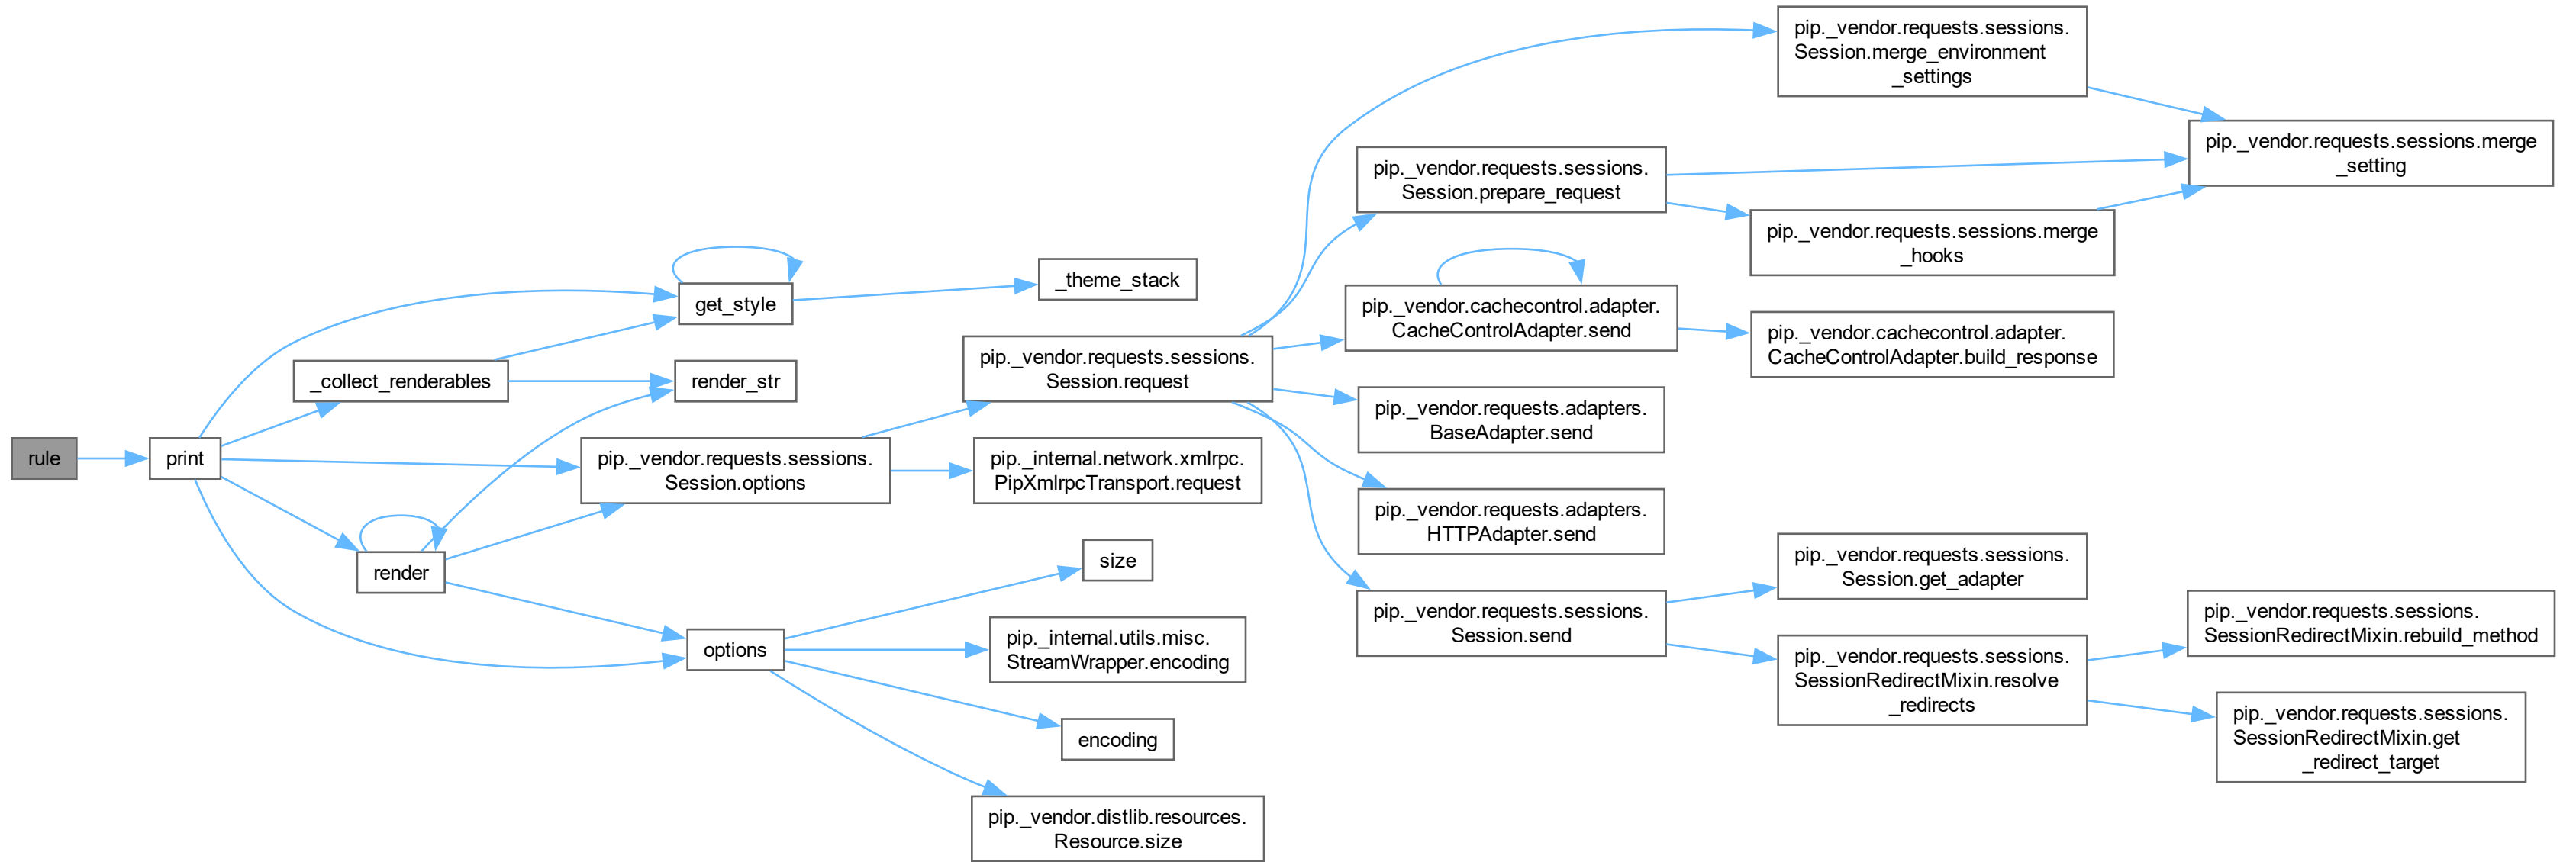 rule
print
get_style
_collect_renderables
render_str
pip._vendor.requests.sessions.
Session.options
render
options
_theme_stack
pip._vendor.requests.sessions.
Session.request
pip._internal.network.xmlrpc.
PipXmlrpcTransport.request
size
pip._internal.utils.misc.
StreamWrapper.encoding
encoding
pip._vendor.distlib.resources.
Resource.size
pip._vendor.requests.sessions.
Session.merge_environment
_settings
pip._vendor.requests.sessions.
Session.prepare_request
pip._vendor.requests.sessions.merge
_setting
pip._vendor.requests.sessions.merge
_hooks
pip._vendor.cachecontrol.adapter.
CacheControlAdapter.send
pip._vendor.cachecontrol.adapter.
CacheControlAdapter.build_response
pip._vendor.requests.adapters.
BaseAdapter.send
pip._vendor.requests.adapters.
HTTPAdapter.send
pip._vendor.requests.sessions.
Session.send
pip._vendor.requests.sessions.
Session.get_adapter
pip._vendor.requests.sessions.
SessionRedirectMixin.resolve
_redirects
pip._vendor.requests.sessions.
SessionRedirectMixin.rebuild_method
pip._vendor.requests.sessions.
SessionRedirectMixin.get
_redirect_target